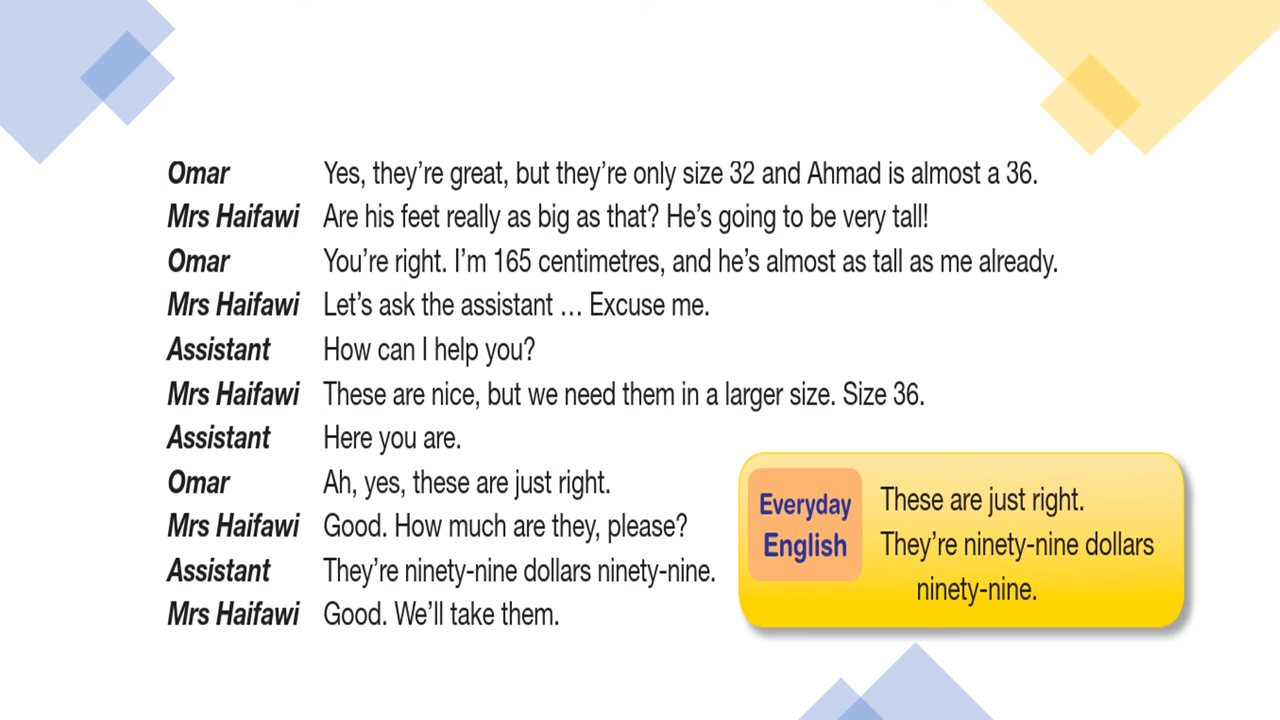 Omar Yes, they're great, but they're only size 32 and Ahmad is almost a 36.
Mrs Haifawi Are his feet really as big as that? He's going to be very tall!
Omar You're right. I'm 165 centimetres, and he's almost as tall as me already.
Mrs Haifawi Let's ask the assistant … Excuse me.
Assistant How can I help you?
Mrs Haifawi These are nice, but we need them in a larger size. Size 36.
Assistant Here you are.
Omar Ah, yes, these are just right.
Mrs Haifawi Good. How much are they, please?
Assistant They're ninety-nine dollars ninety-nine.
Mrs Haifawi Good. We'll take them.
Everyday
English
These are just right.
They're ninety-nine dollars
ninety-nine.